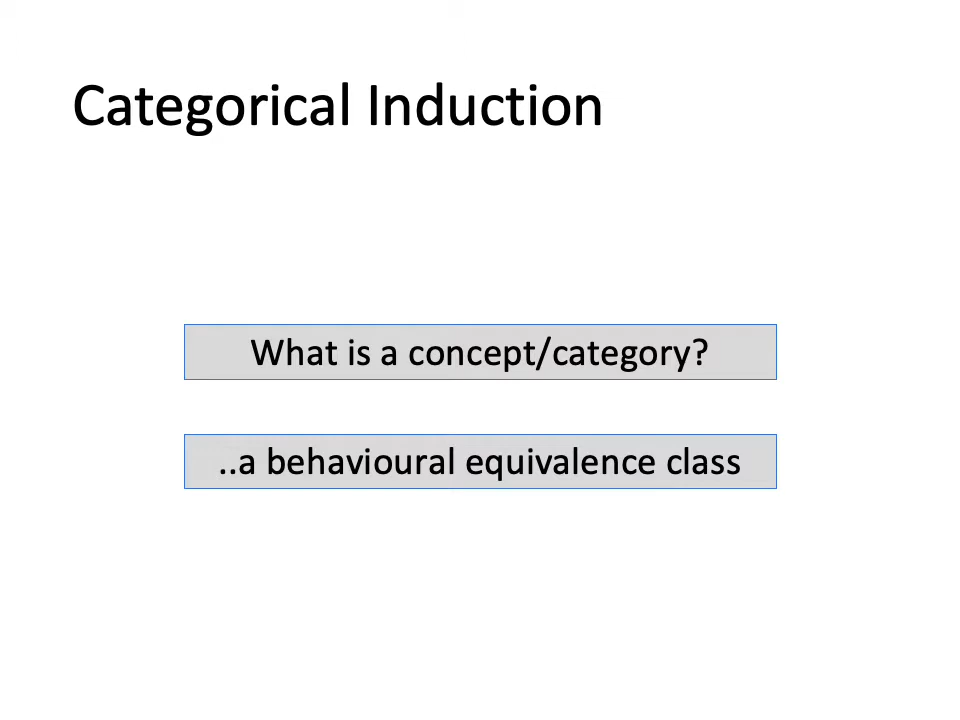 Categorical Induction
What is a concept/category?
..a behavioural equivalence class